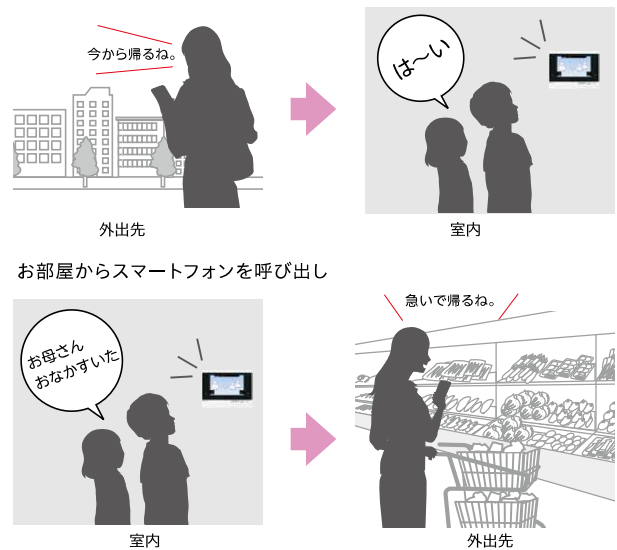 今から帰るね。
は〜い
外出先
室内
お部屋からスマートフォンを呼び出し
お母さん
おなかすいた
急いで帰るね。
室内
外出先